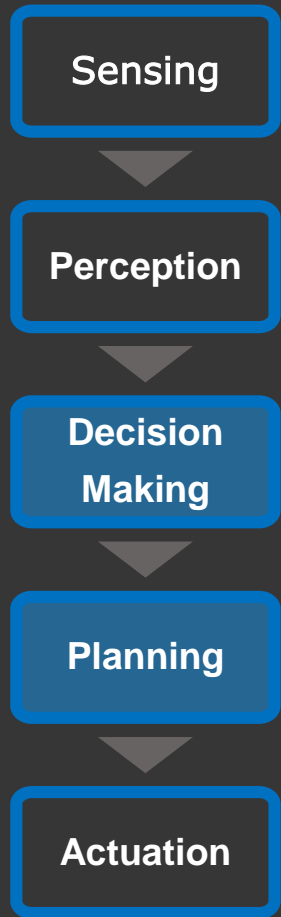 Sensing
Perception
Decision
Making
Planning
Actuation